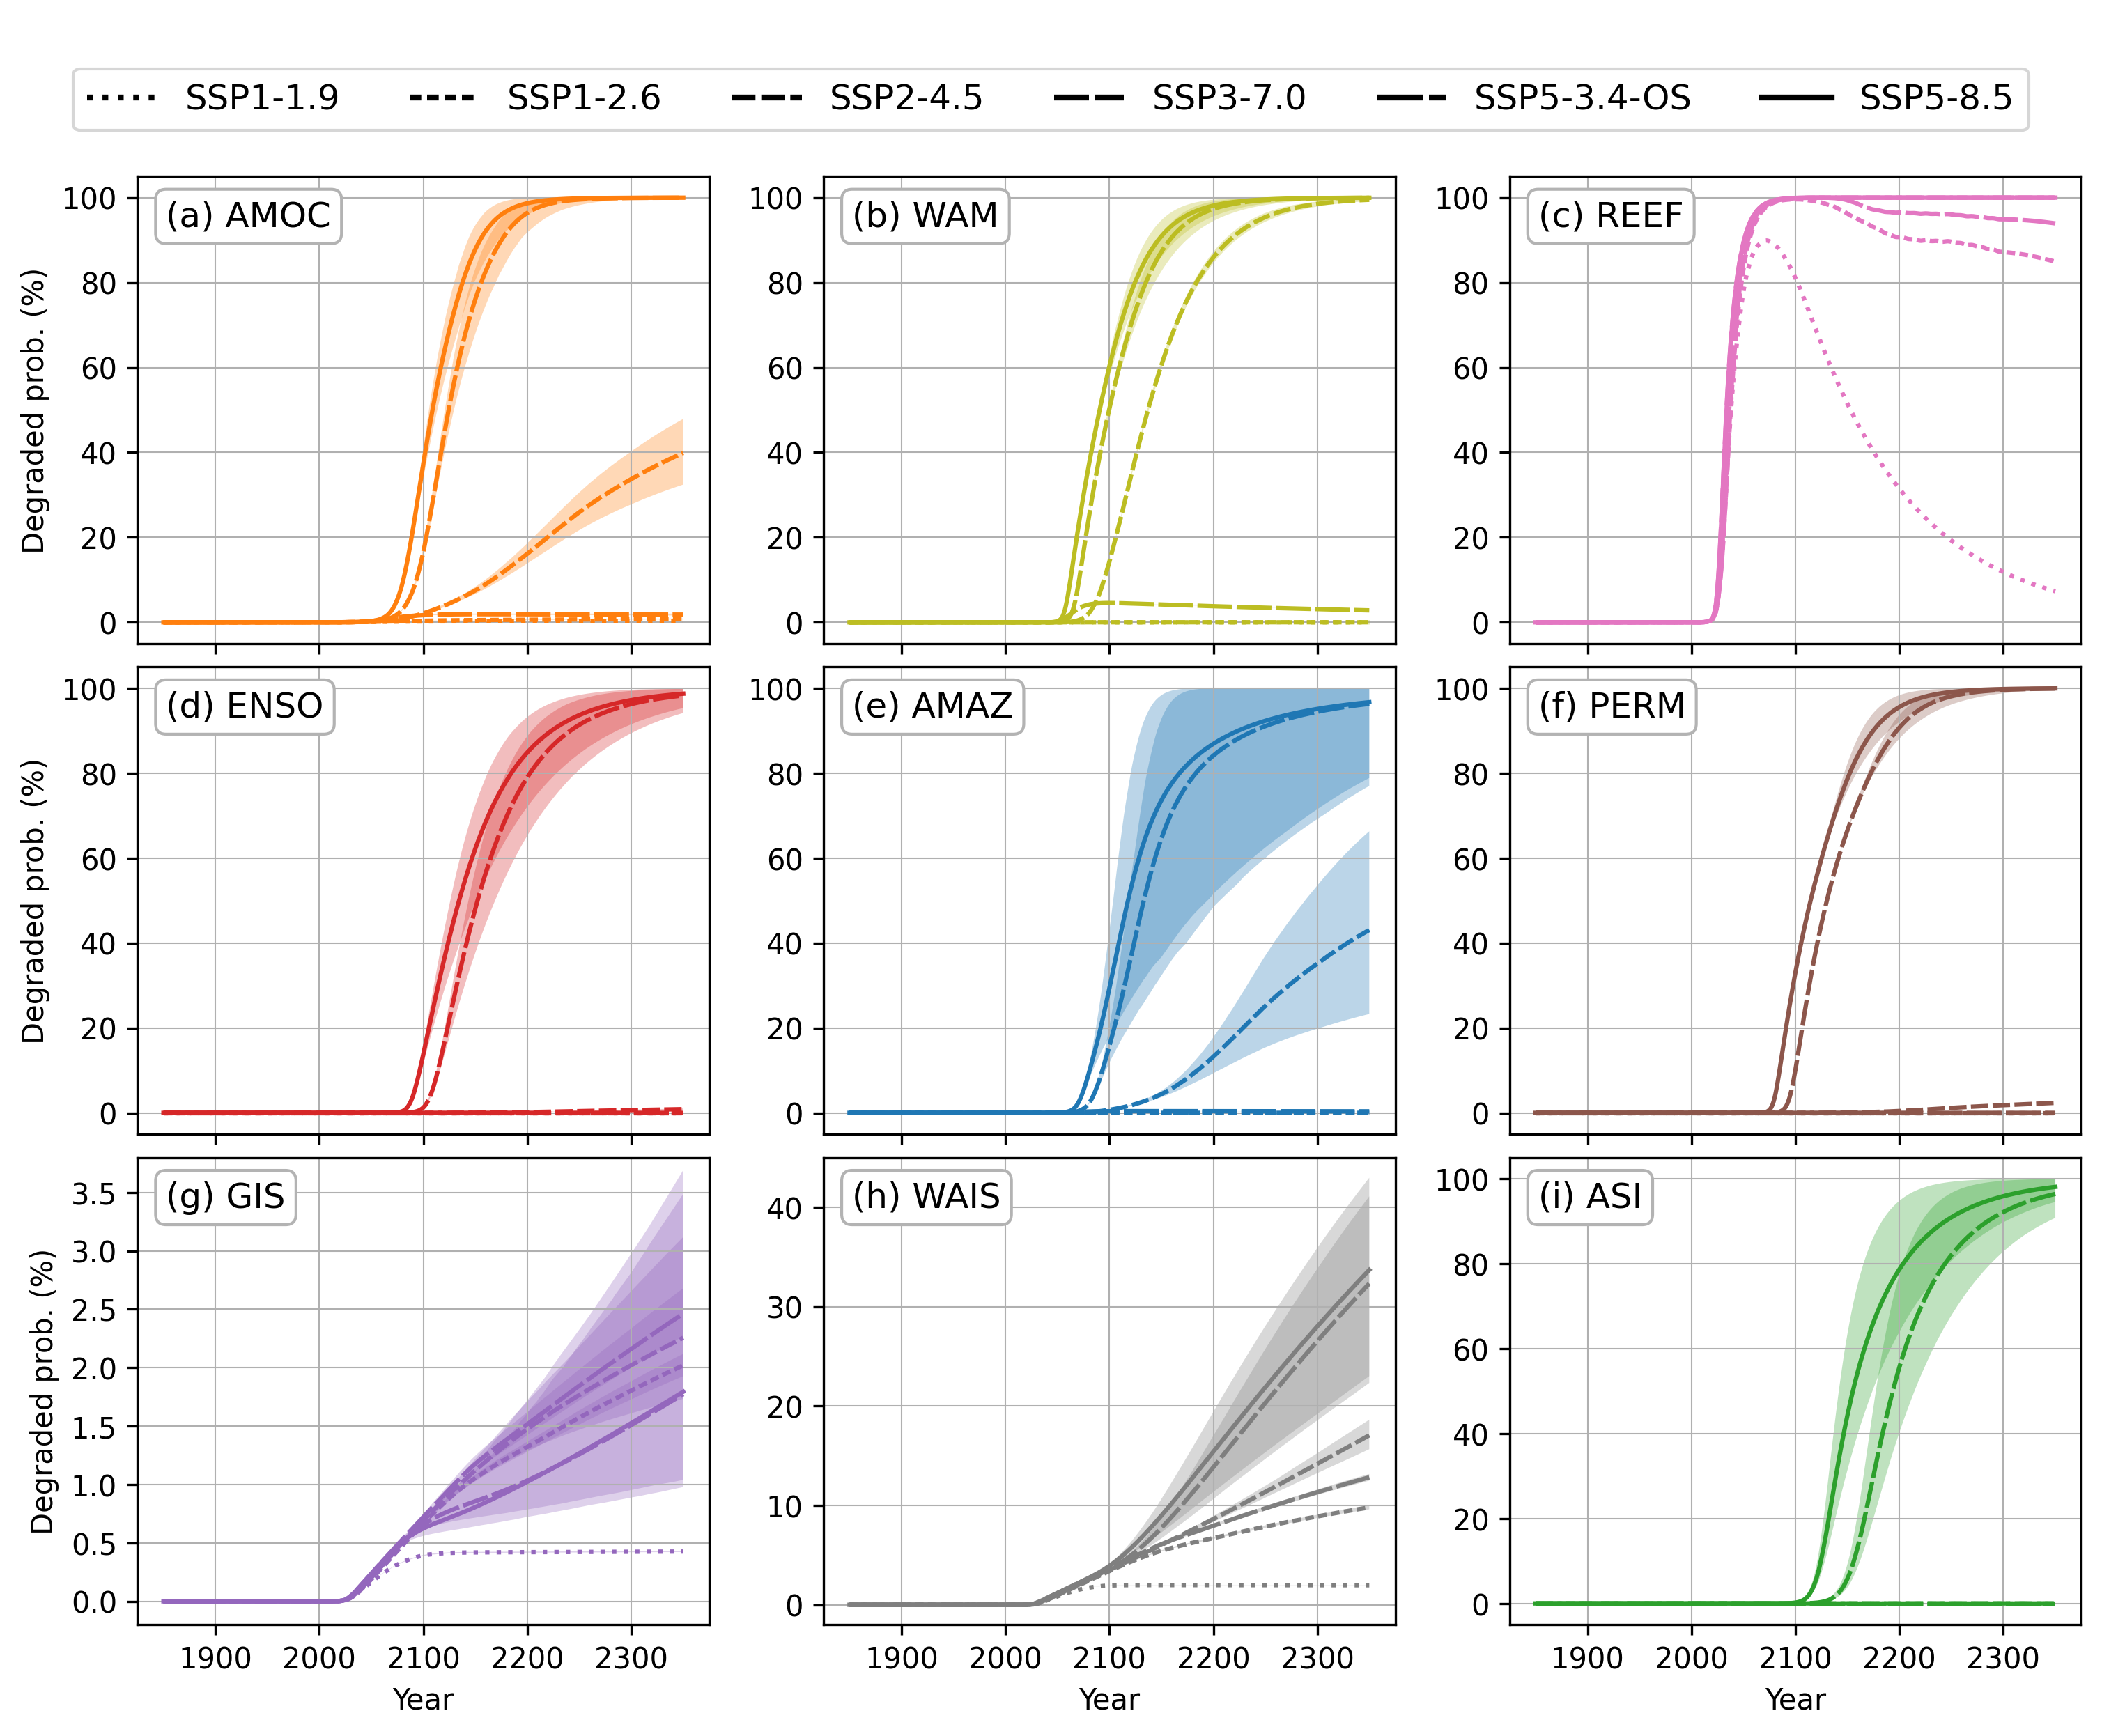 SSP1-1.9 SSP1-2.6 SSP2-4.5 SSP3-7.0 SSP5-3.4-OS SSP5-8.5
(a) AMOC
100
80
60
40
20
0
Degraded prob. (%)
(b) WAM
100
80
60
40
20
0
(c) REEF
100
80
60
40
20
0
(d) ENSO
100
80
60
40
20
0
Degraded prob. (%)
(e) AMAZ
100
80
60
40
20
0
(f) PERM
100
80
60
40
20
0
(g) GIS
3.5
3.0
2.5
2.0
1.5
1.0
0.5
0.0
Degraded prob. (%)
1900 2000 2100 2200 2300
Year
(h) WAIS
40
30
20
10
0
1900 2000 2100 2200 2300
Year
(i) ASI
100
80
60
40
20
0
1900 2000 2100 2200 2300
Year